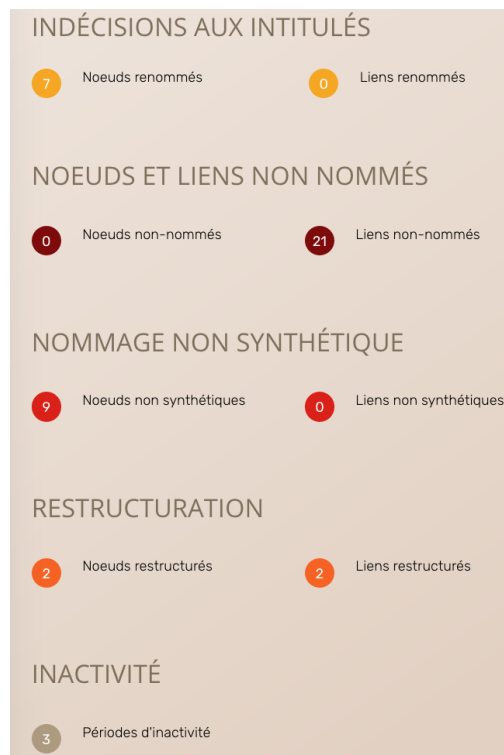 INDÉCISIONS AUX INTITULÉS
7 Noeuds renommés 0 Liens renommés
NOEUDS ET LIENS NON NOMMÉS
0 Noeuds non-nommés 21 Liens non-nommés
NOMMAGE NON SYNTHÉTIQUE
9 Noeuds non synthétiques 0 Liens non synthétiques
RESTRUCTURATION
2 Noeuds restructurés 2 Liens restructurés
INACTIVITÉ
3 Périodes d'inactivité